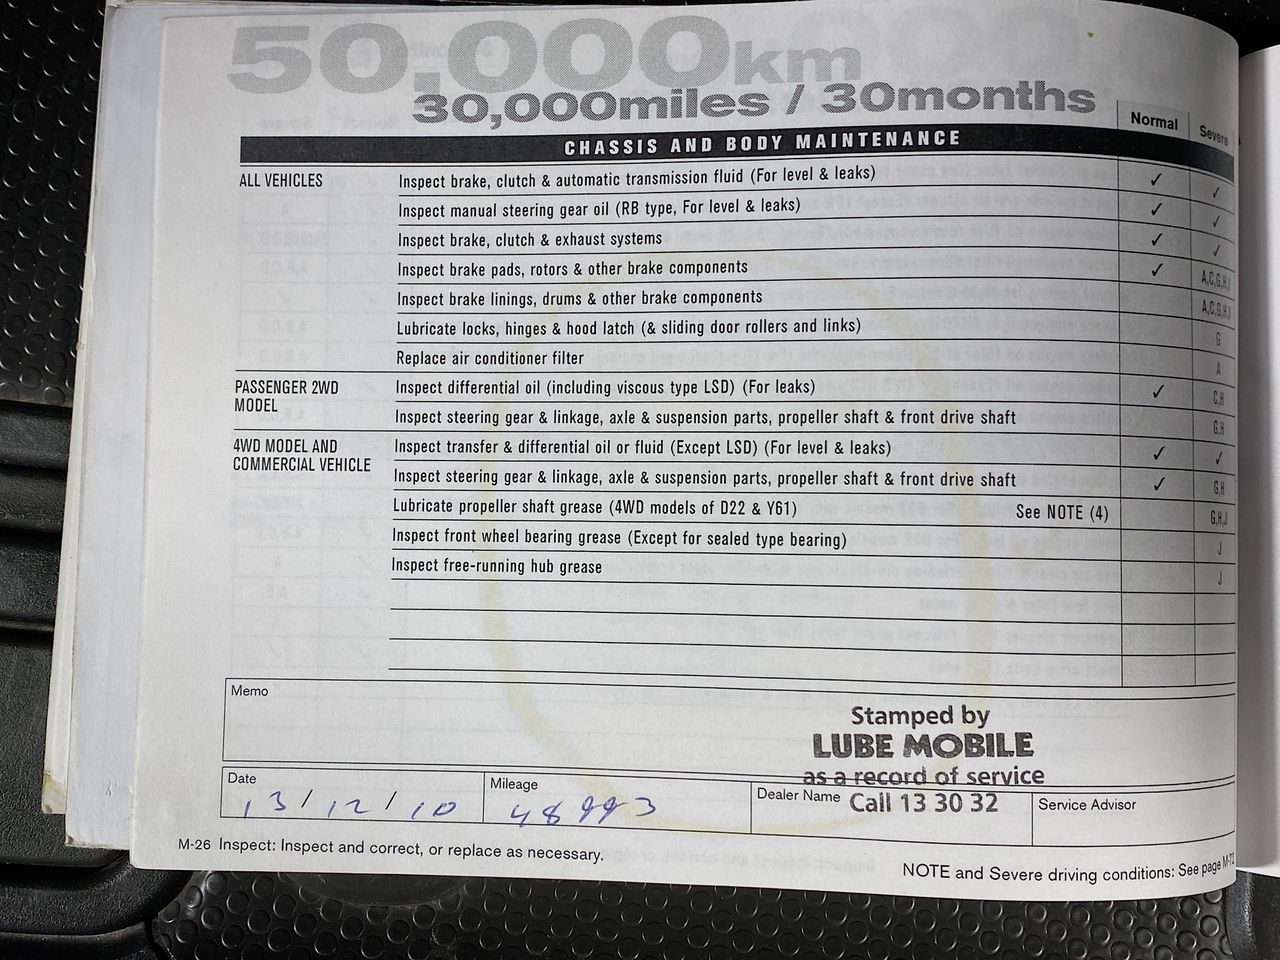 50,000km
30,000miles / 30months
Normal Severe
CHASSIS AND BODY MAINTENANCE
ALL VEHICLES Inspect brake, clutch & automatic transmission fluid (For level & leaks) ✓ ✓
Inspect manual steering gear oil (RB type, For level & leaks) ✓ ✓
Inspect brake, clutch & exhaust systems ✓ ✓
Inspect brake pads, rotors & other brake components ✓ A,C,G,H,I
Inspect brake linings, drums & other brake components A,C,G,H,I
Lubricate locks, hinges & hood latch (& sliding door rollers and links) G
Replace air conditioner filter A
PASSENGER 2WD MODEL Inspect differential oil (including viscous type LSD) (For leaks) ✓ C,H
Inspect steering gear & linkage, axle & suspension parts, propeller shaft & front drive shaft G,H
4WD MODEL AND COMMERCIAL VEHICLE Inspect transfer & differential oil or fluid (Except LSD) (For level & leaks) ✓ ✓
Inspect steering gear & linkage, axle & suspension parts, propeller shaft & front drive shaft ✓ G,H
Lubricate propeller shaft grease (4WD models of D22 & Y61) See NOTE (4) G,H,J
Inspect front wheel bearing grease (Except for sealed type bearing) J
Inspect free-running hub grease J
Memo
Stamped by
LUBE MOBILE
as a record of service
Call 13 30 32
Date 13/12/10 Mileage 48993 Dealer Name Service Advisor
M-26 Inspect: Inspect and correct, or replace as necessary.
NOTE and Severe driving conditions: See page